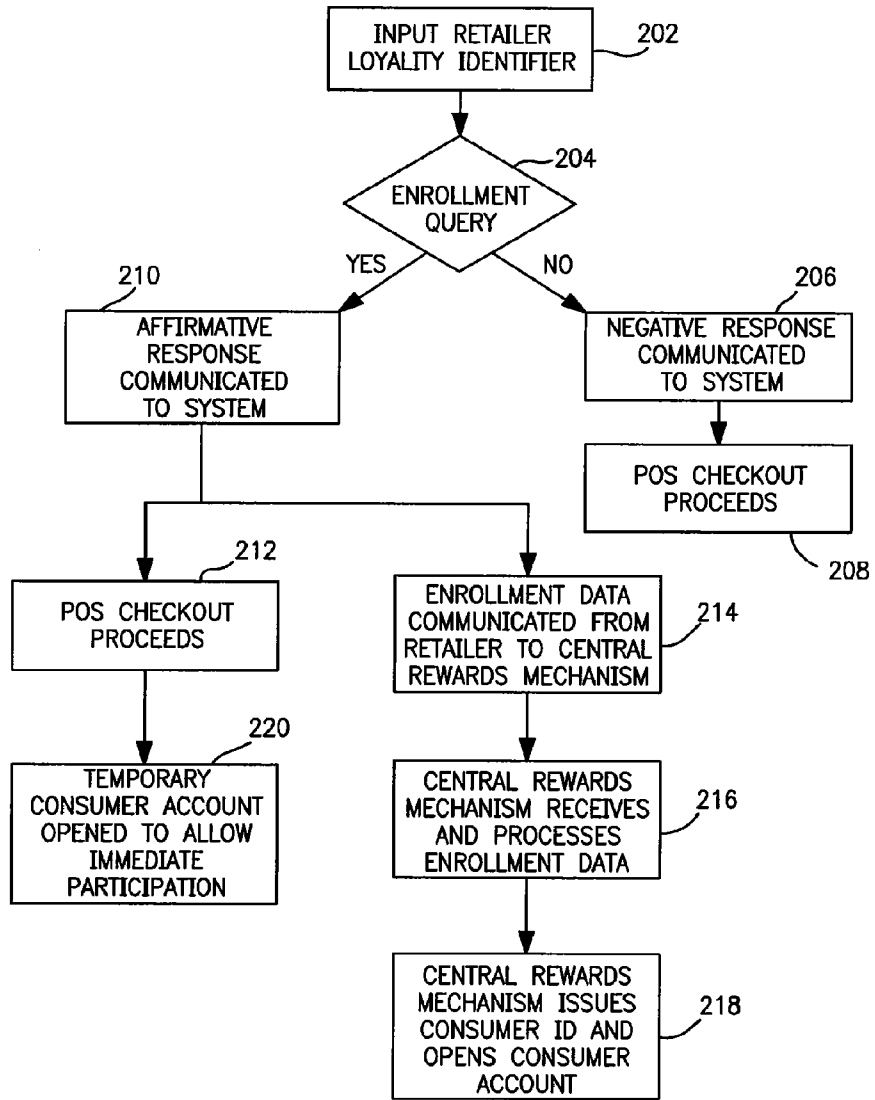 INPUT RETAILER
LOYALITY IDENTIFIER
202
204
ENROLLMENT
QUERY
YES
NO
210
AFFIRMATIVE
RESPONSE
COMMUNICATED
TO SYSTEM
206
NEGATIVE RESPONSE
COMMUNICATED
TO SYSTEM
POS CHECKOUT
PROCEEDS
208
212
POS CHECKOUT
PROCEEDS
ENROLLMENT DATA
COMMUNICATED FROM
RETAILER TO CENTRAL
REWARDS MECHANISM
214
220
TEMPORARY
CONSUMER ACCOUNT
OPENED TO ALLOW
IMMEDIATE
PARTICIPATION
CENTRAL REWARDS
MECHANISM RECEIVES
AND PROCESSES
ENROLLMENT DATA
216
CENTRAL REWARDS
MECHANISM ISSUES
CONSUMER ID AND
OPENS CONSUMER
ACCOUNT
218